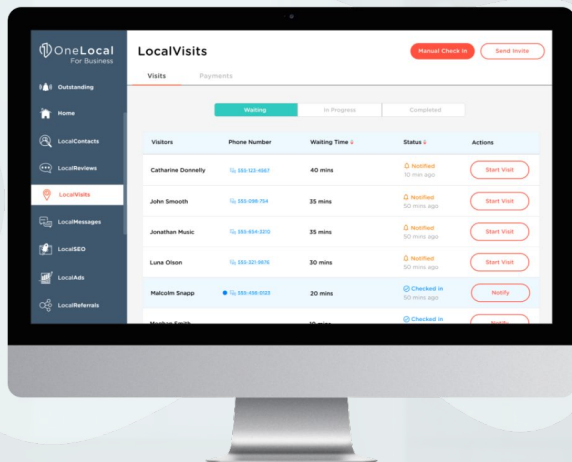 OneLocal
For Business
Outstanding
Home
LocalContacts
LocalReviews
LocalVisits
LocalMessages
LocalSEO
LocalAds
LocalReferrals
LocalVisits
Manual Check In
Send Invite
Visits Payments
Waiting In Progress Completed
Visitors Phone Number Waiting Time Status Actions
Catharine Donnelly 555-123-4567 40 mins Notified Start Visit
10 min ago
John Smooth 35 mins Notified Start Visit
50 mins ago
Jonathan Music 35 mins Notified Start Visit
50 mins ago
Luna Olson 30 mins Notified Start Visit
50 mins ago
Malcolm Snapp 20 mins Checked in Notify
50 mins ago
Checked in